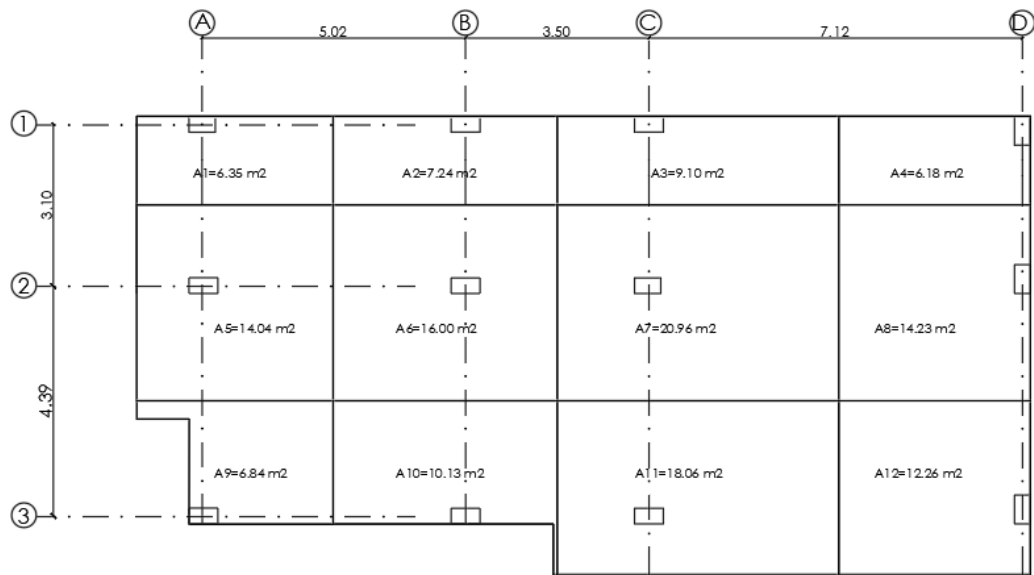 A B C D
5.02 3.50 7.12
1
A1=6.35 m2 A2=7.24 m2 A3=9.10 m2 A4=6.18 m2
3.10
2
A5=14.04 m2 A6=16.00 m2 A7=20.96 m2 A8=14.23 m2
4.39
A9=6.84 m2 A10=10.13 m2 A11=18.06 m2 A12=12.26 m2
3